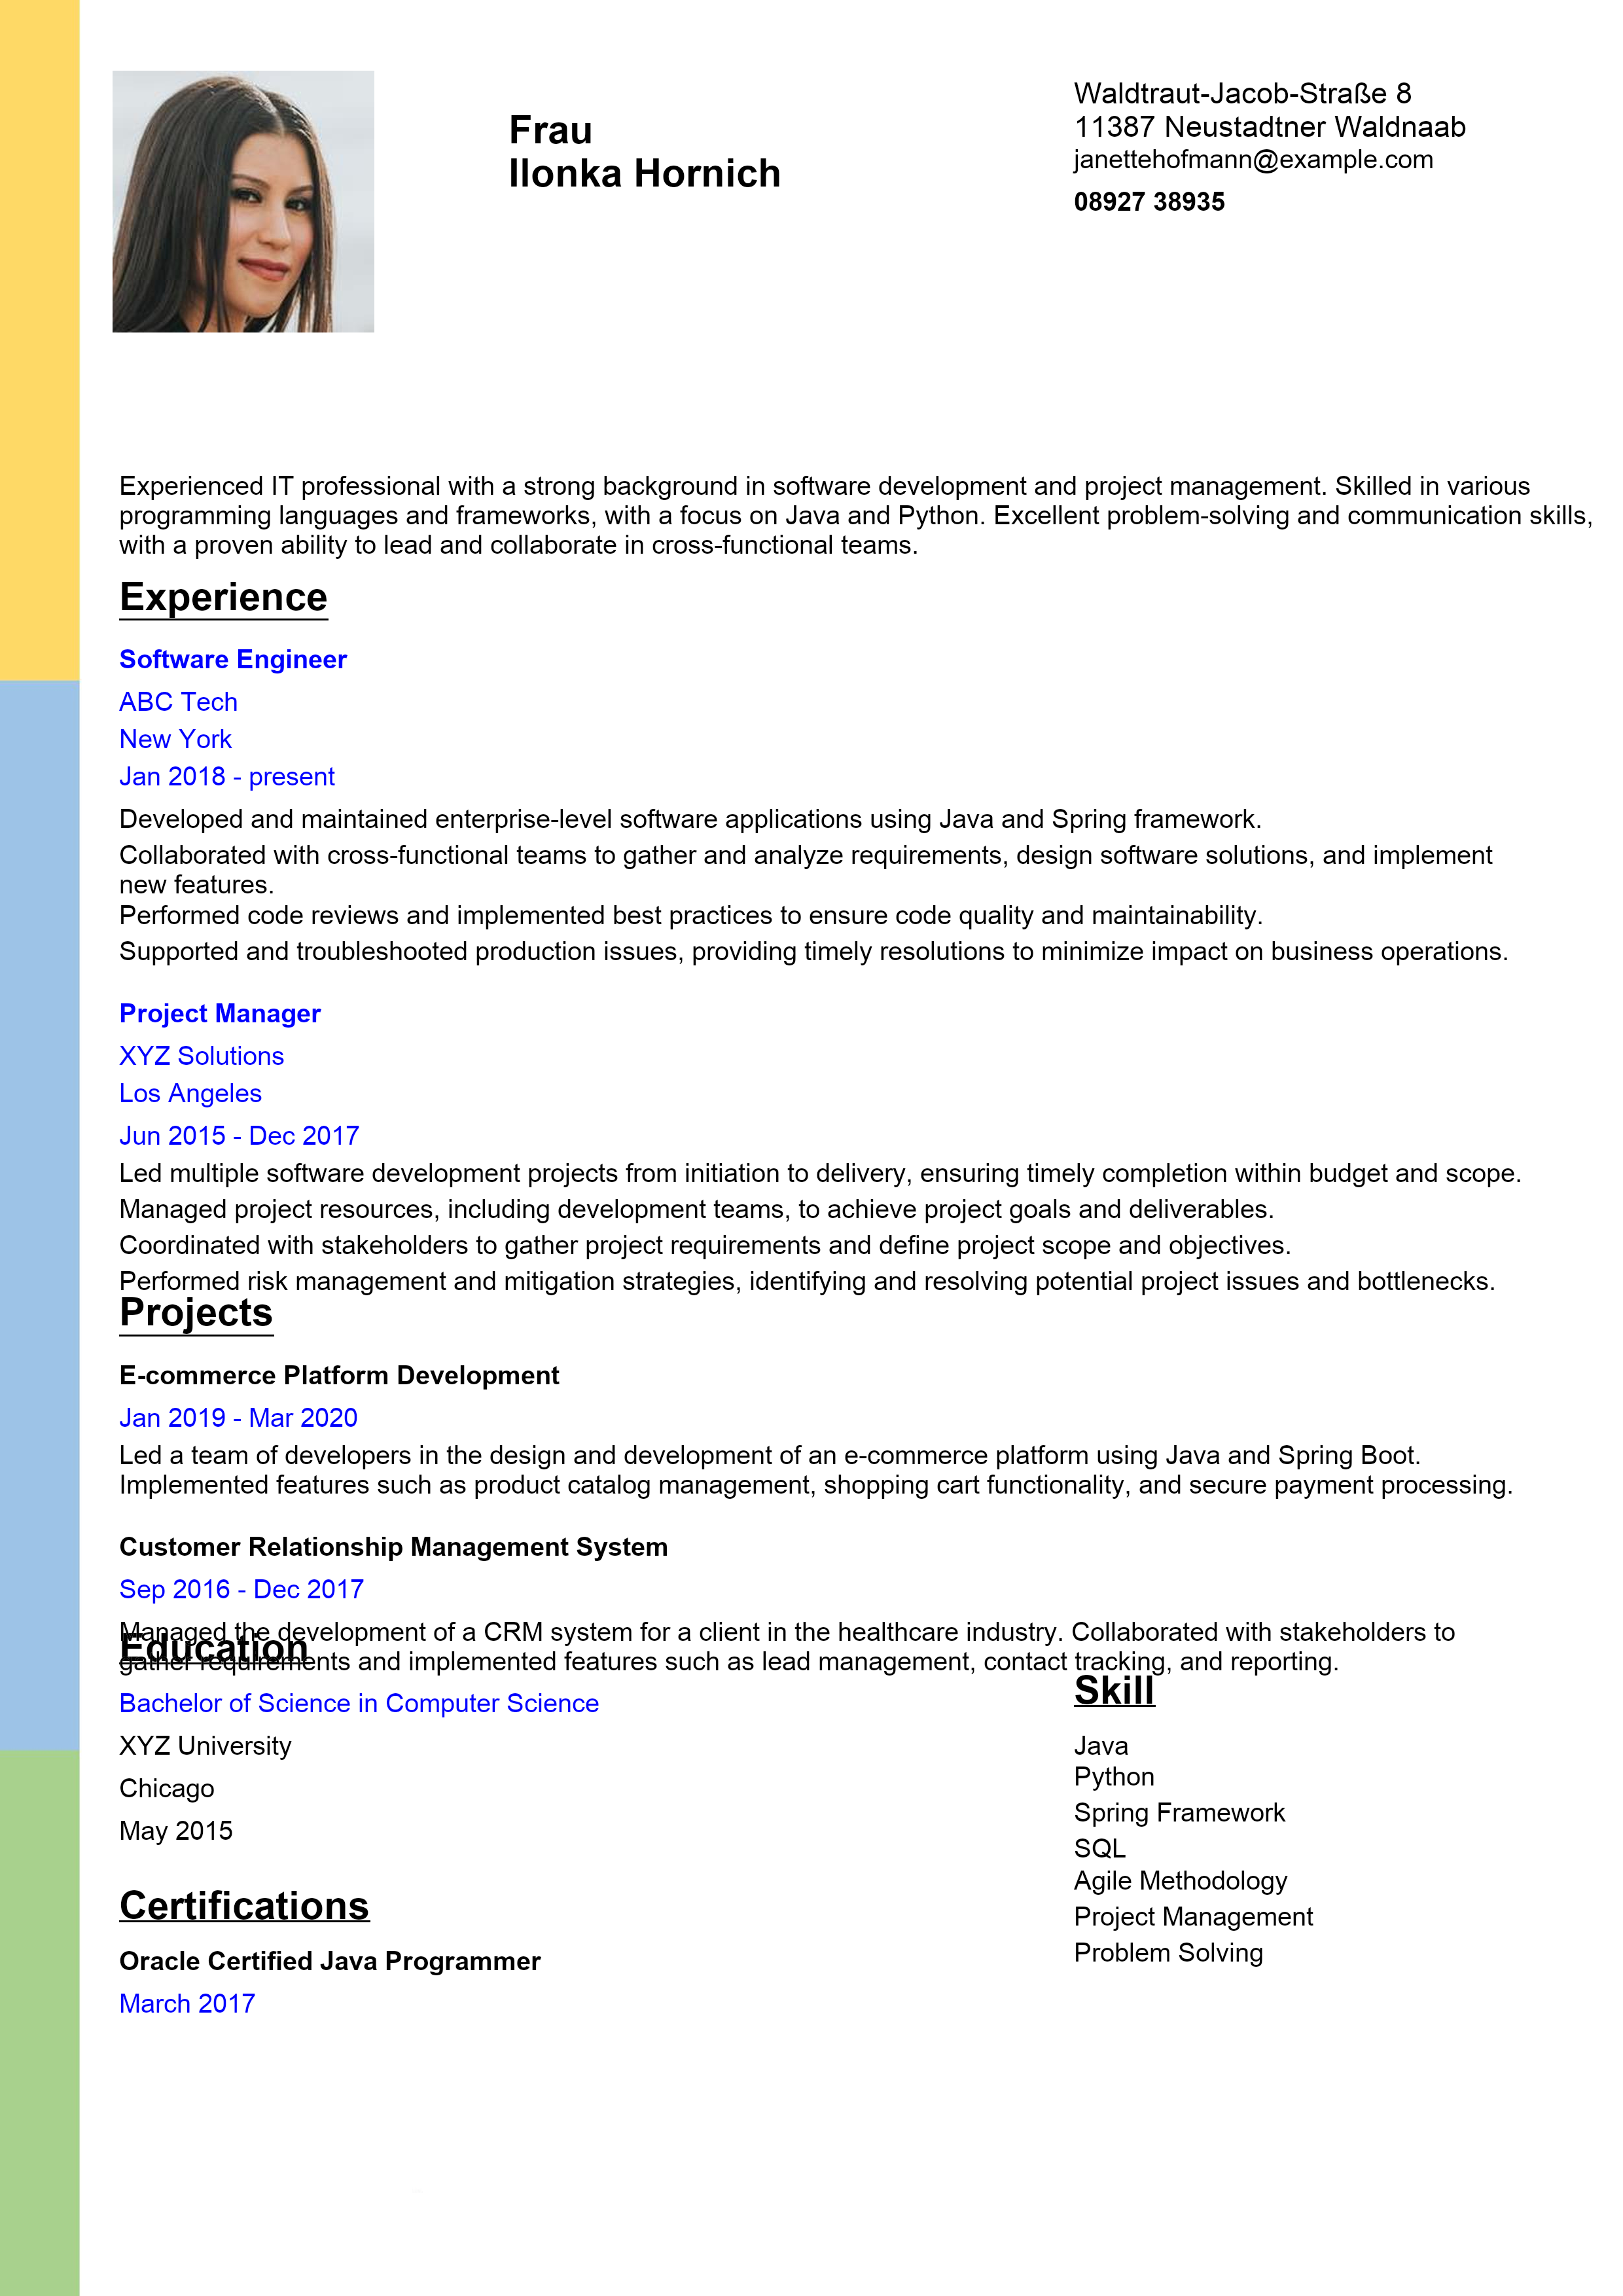 Frau
Ilonka Hornich
Waldtraut-Jacob-Straße 8
11387 Neustadtner Waldnaab
janettehofmann@example.com
08927 38935
Experienced IT professional with a strong background in software development and project management. Skilled in various
programming languages and frameworks, with a focus on Java and Python. Excellent problem-solving and communication skills,
with a proven ability to lead and collaborate in cross-functional teams.
Experience
Software Engineer
ABC Tech
New York
Jan 2018 - present
Developed and maintained enterprise-level software applications using Java and Spring framework.
Collaborated with cross-functional teams to gather and analyze requirements, design software solutions, and implement
new features.
Performed code reviews and implemented best practices to ensure code quality and maintainability.
Supported and troubleshooted production issues, providing timely resolutions to minimize impact on business operations.
Project Manager
XYZ Solutions
Los Angeles
Jun 2015 - Dec 2017
Led multiple software development projects from initiation to delivery, ensuring timely completion within budget and scope.
Managed project resources, including development teams, to achieve project goals and deliverables.
Coordinated with stakeholders to gather project requirements and define project scope and objectives.
Performed risk management and mitigation strategies, identifying and resolving potential project issues and bottlenecks.
Projects
E-commerce Platform Development
Jan 2019 - Mar 2020
Led a team of developers in the design and development of an e-commerce platform using Java and Spring Boot.
Implemented features such as product catalog management, shopping cart functionality, and secure payment processing.
Customer Relationship Management System
Sep 2016 - Dec 2017
Managed the development of a CRM system for a client in the healthcare industry. Collaborated with stakeholders to
gather requirements and implemented features such as lead management, contact tracking, and reporting.
Education
Bachelor of Science in Computer Science
XYZ University
Chicago
May 2015
Certifications
Oracle Certified Java Programmer
March 2017
Skill
Java
Python
Spring Framework
SQL
Agile Methodology
Project Management
Problem Solving